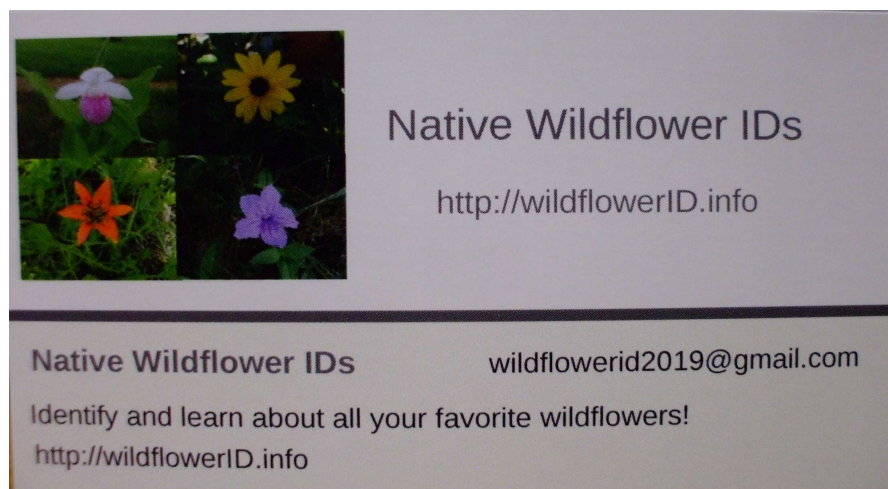 Native Wildflower IDs
http://wildflowerID.info
Native Wildflower IDs wildflowerid2019@gmail.com
Identify and learn about all your favorite wildflowers!
http://wildflowerID.info